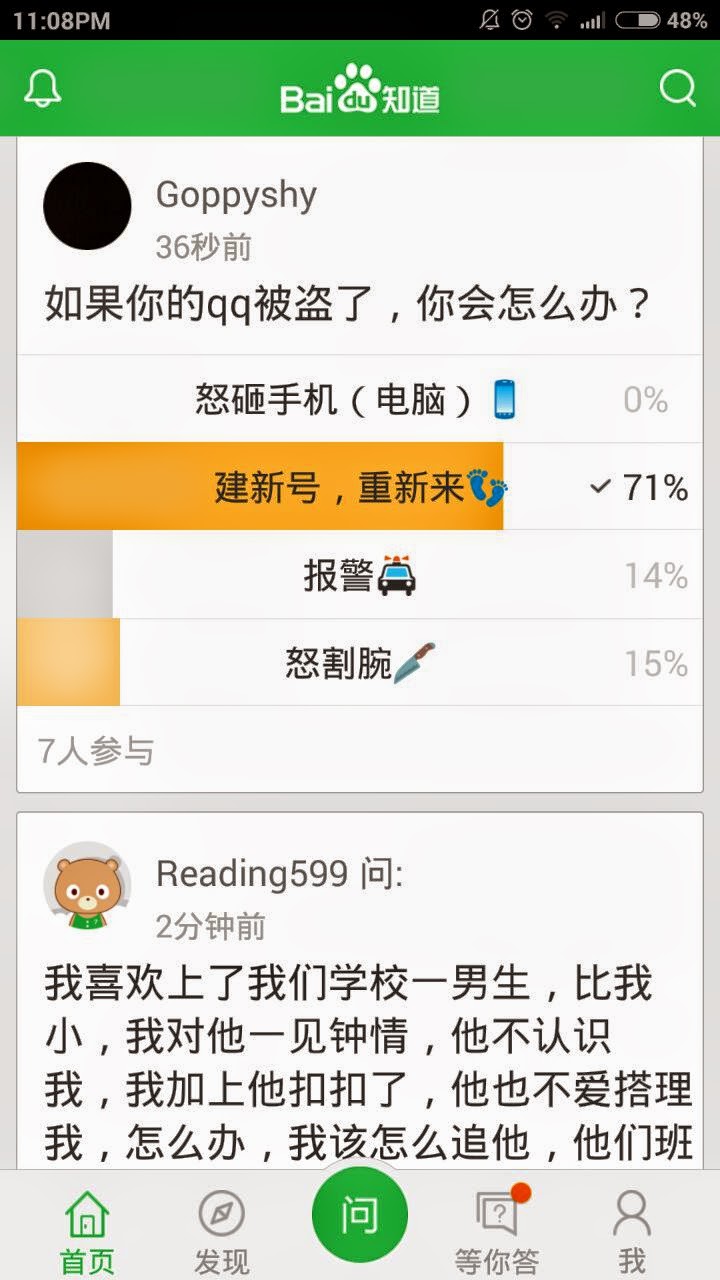 11:08PM
48%
Bai du 知道
Goppyshy
36秒前
如果你的qq被盗了，你会怎么办？
怒砸手机（电脑） 0%
建新号，重新来 71%
报警 14%
怒割腕 15%
7人参与
Reading599 问:
2分钟前
我喜欢上了我们学校一男生，比我
小，我对他一见钟情，他不认识
我，我加上他扣扣了，他也不爱搭理
我，怎么办，我该怎么追他，他们班
首页
发现
问
等你答
我